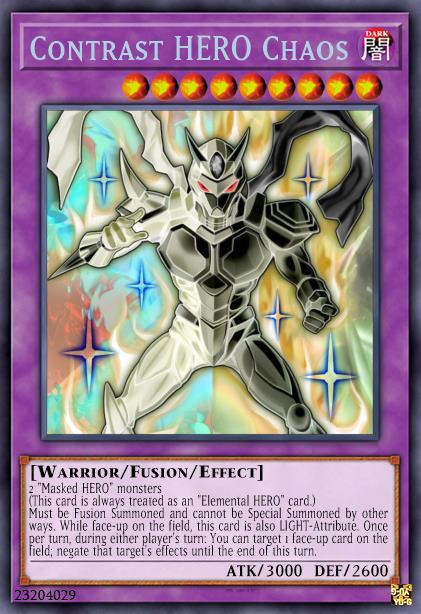 CONTRAST HERO CHAOS
DARK
闇
[WARRIOR/FUSION/EFFECT]
2 "Masked HERO" monsters
(This card is always treated as an "Elemental HERO" card.)
Must be Fusion Summoned and cannot be Special Summoned by other
ways. While face-up on the field, this card is also LIGHT-Attribute. Once
per turn, during either player's turn: You can target 1 face-up card on the
field; negate that target's effects until the end of this turn.
ATK/3000 DEF/2600
23204029